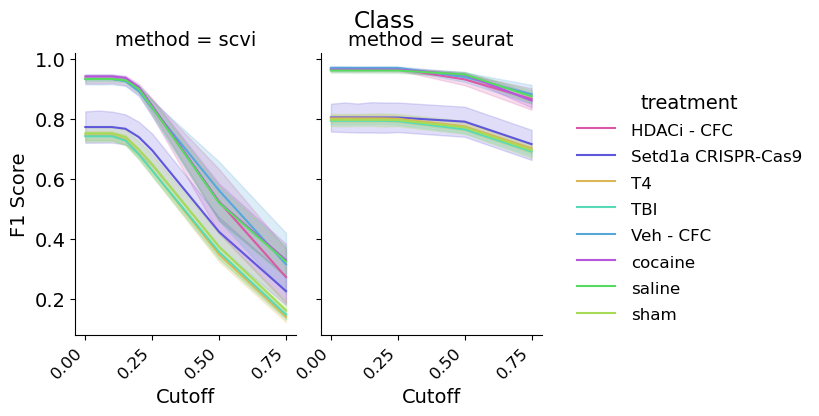 Class
method = scvi
method = seurat
1.0
0.8
0.6
0.4
0.2
F1 Score
0.00
0.25
0.50
0.75
0.00
0.25
0.50
0.75
Cutoff
Cutoff
treatment
HDACi - CFC
Setd1a CRISPR-Cas9
T4
TBI
Veh - CFC
cocaine
saline
sham